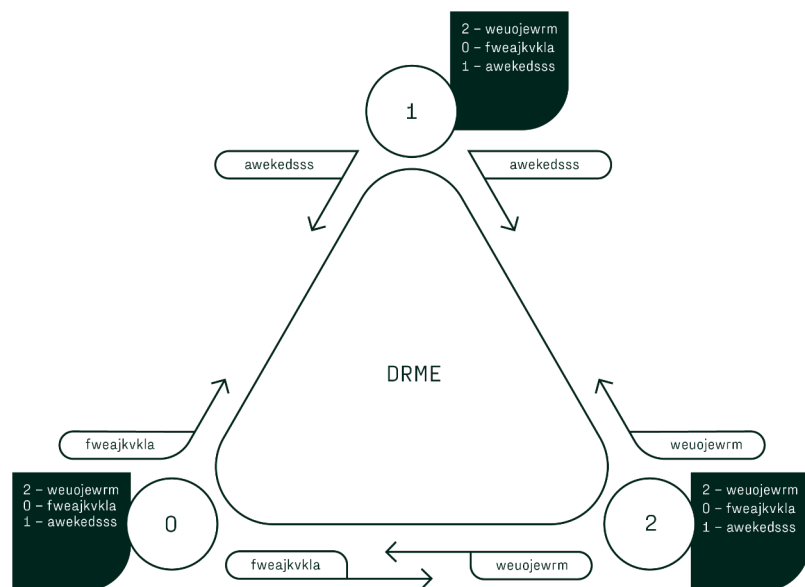 2 – weuojewrm
0 – fweajkvkla
1 – awekedsss
1
awekedsss
awekedsss
DRME
fweajkvkla
weuojewrm
2 – weuojewrm
0 – fweajkvkla
1 – awekedsss
0
2
2 – weuojewrm
0 – fweajkvkla
1 – awekedsss
fweajkvkla
weuojewrm